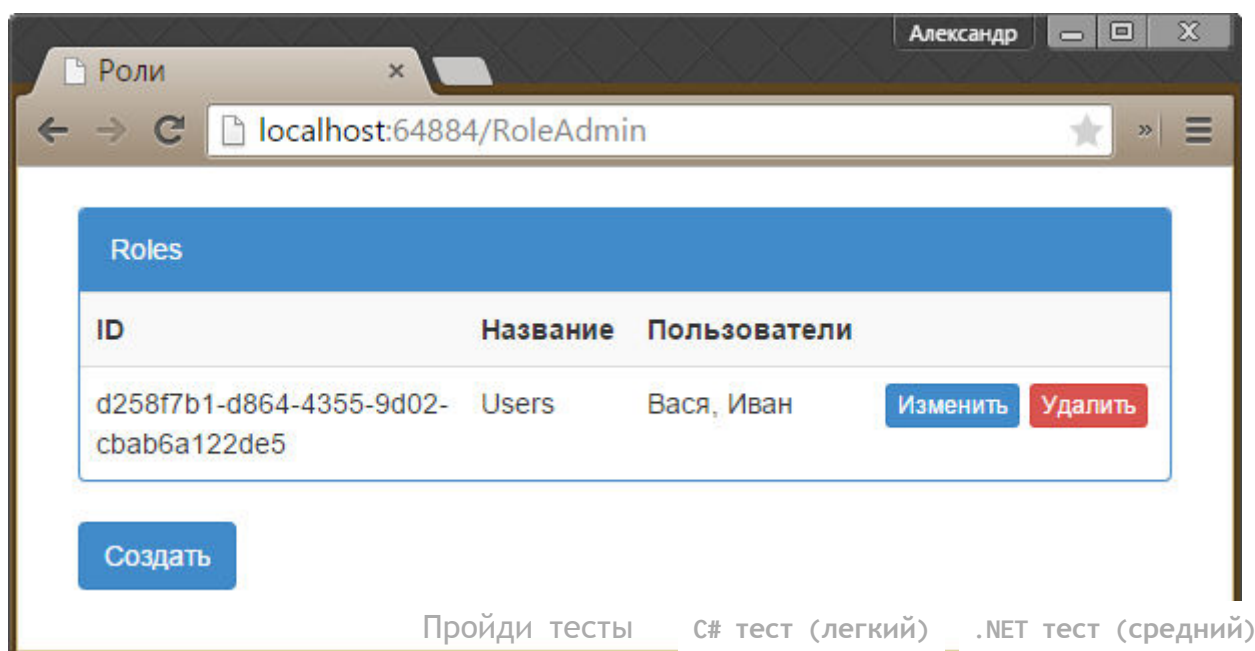 Александр
Роли
localhost:64884/RoleAdmin
Roles
ID Название Пользователи
d258f7b1-d864-4355-9d02- Users Вася, Иван Изменить Удалить
cbab6a122de5
Создать
Пройди тесты C# тест (легкий) .NET тест (средний)